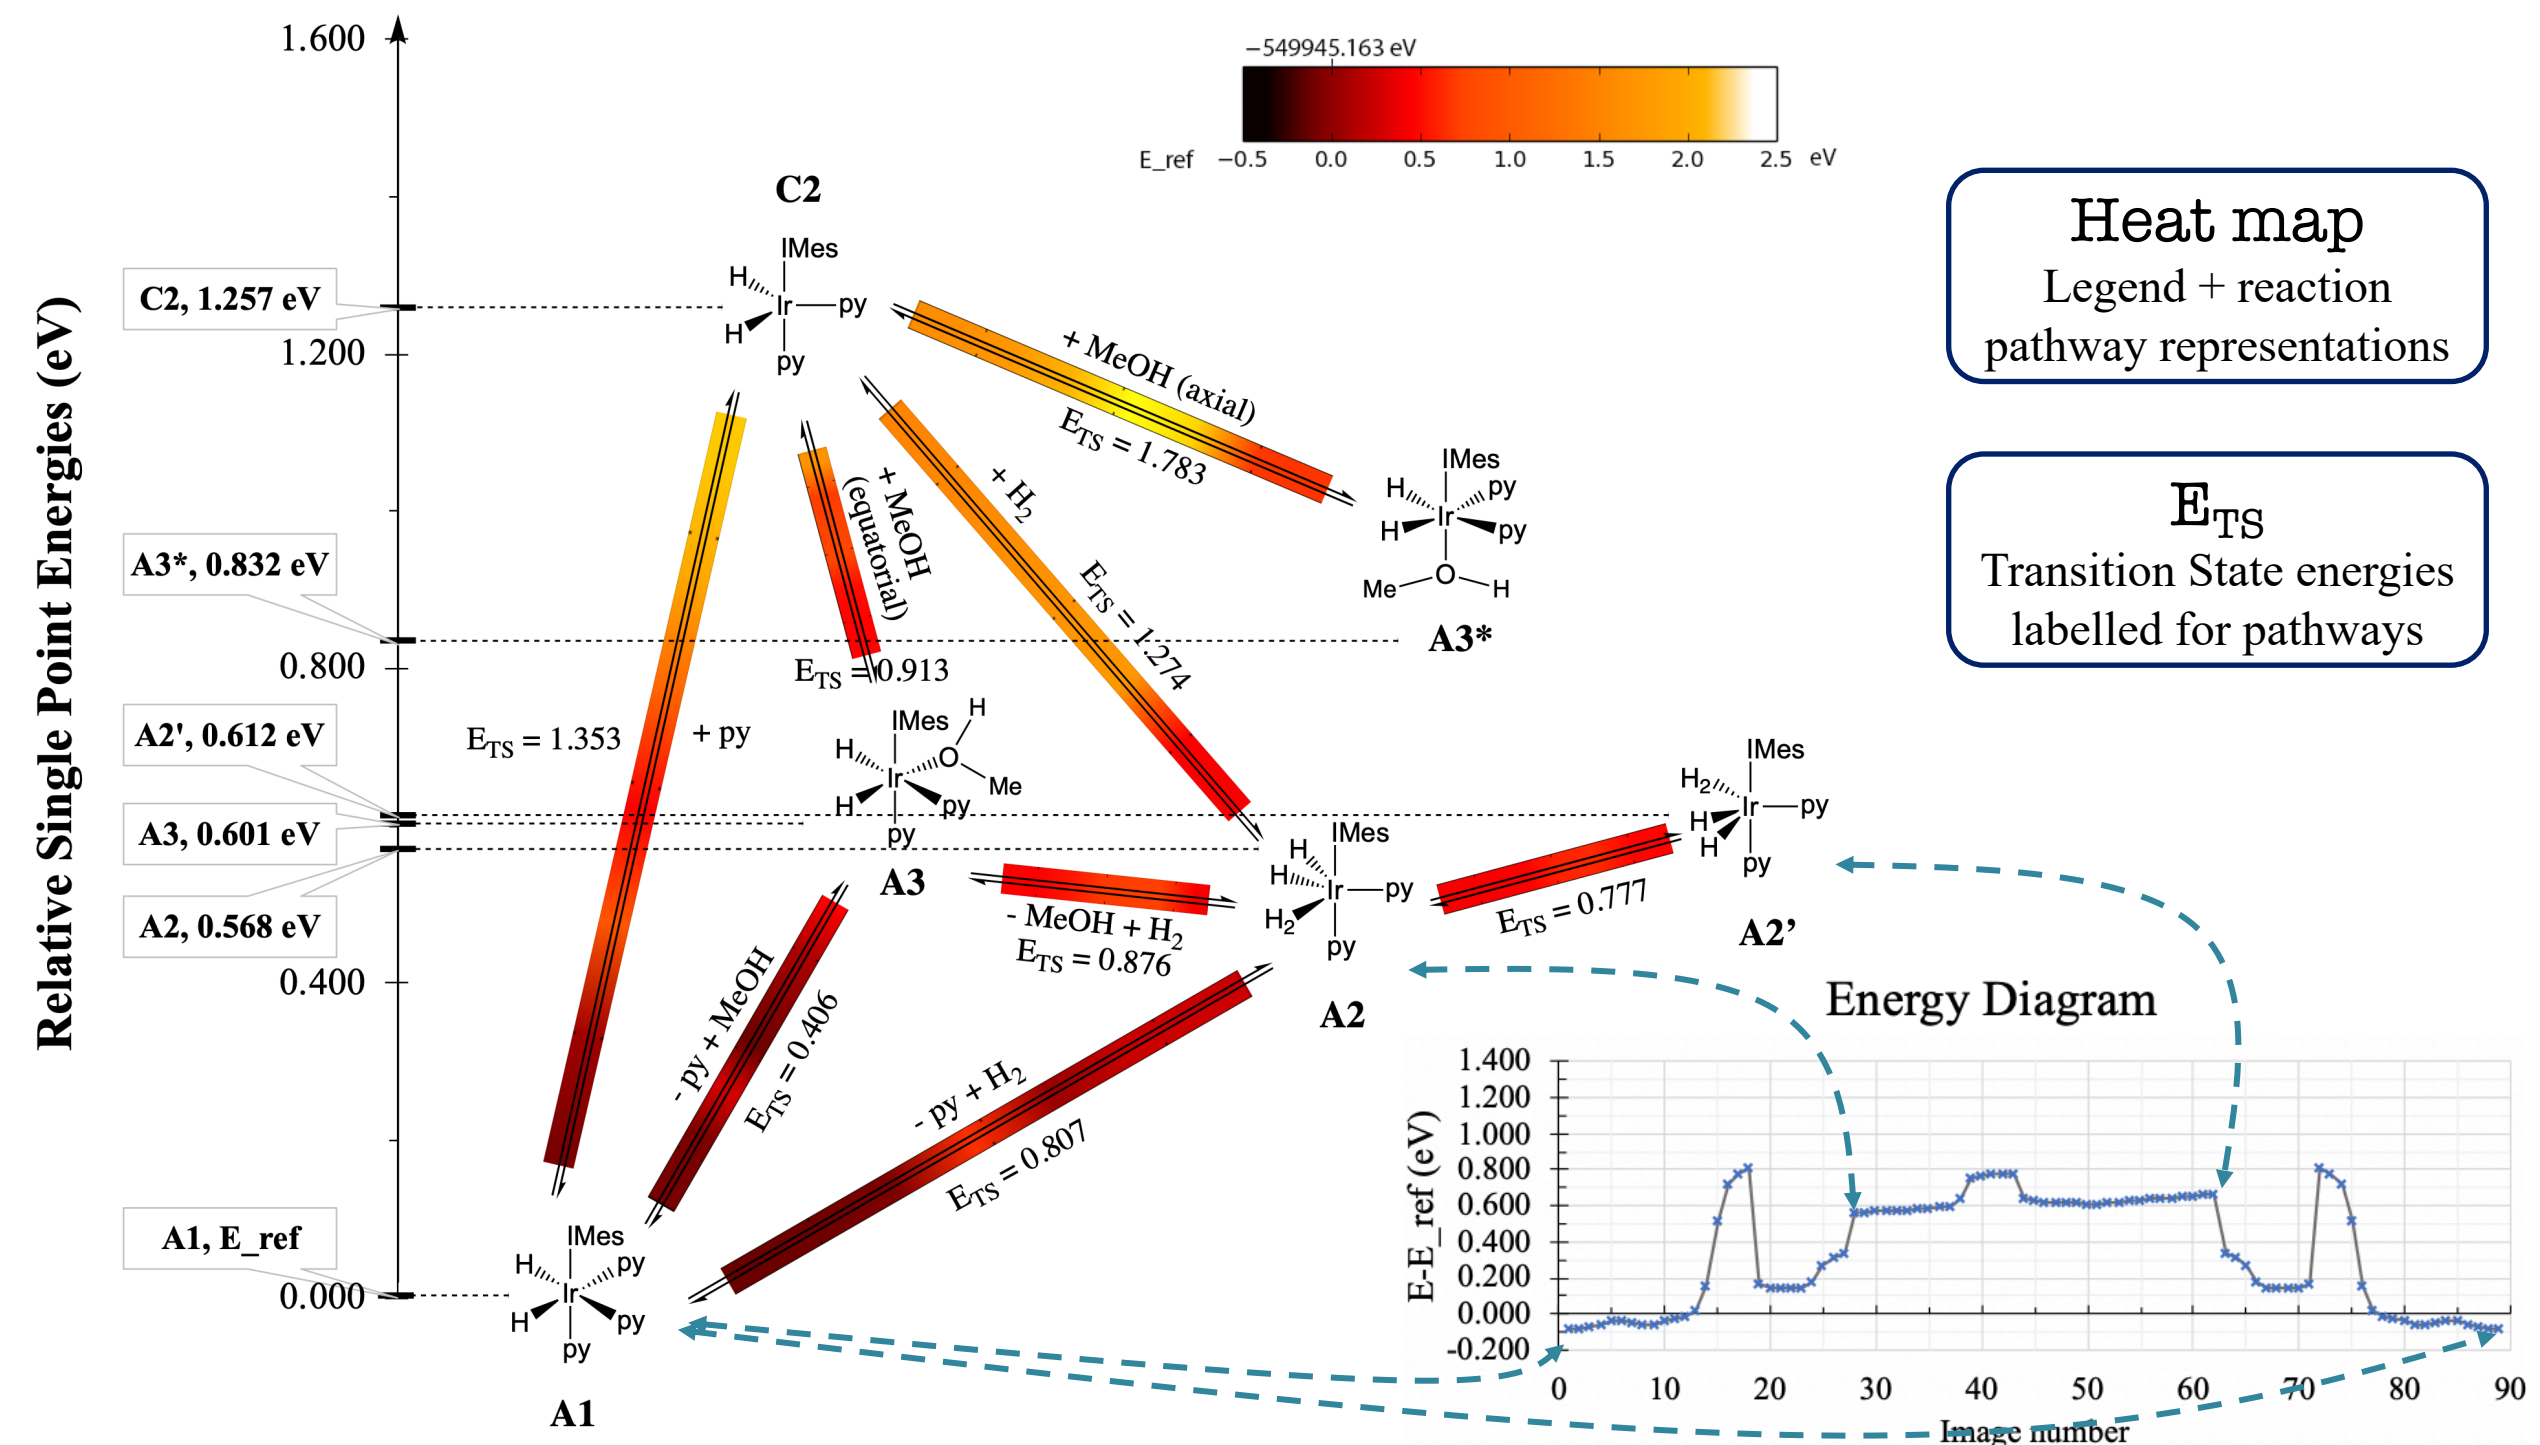 Relative Single Point Energies (eV)
1.600
1.200
0.800
0.400
0.000
C2, 1.257 eV
A3*, 0.832 eV
A2', 0.612 eV
A3, 0.601 eV
A2, 0.568 eV
A1, E_ref
−549945.163 eV
E_ref −0.5 0.0 0.5 1.0 1.5 2.0 2.5 eV
Heat map
Legend + reaction
pathway representations
E_TS
Transition State energies
labelled for pathways
C2
IMes
H
Ir
py
H
py
+ MeOH (axial)
E_TS = 1.783
+ MeOH
(equatorial)
E_TS = 0.913
+ H₂
E_TS = 1.274
E_TS = 1.353
+ py
IMes
H
py
Ir
H
py
O
Me
H
A3*
H
IMes
H
O
Ir
Me
H
py
py
A3
- MeOH + H₂
E_TS = 0.876
IMes
H
H
Ir
py
H₂
py
A2
E_TS = 0.777
IMes
H₂
Ir
py
H
H
py
A2’
- py + MeOH
E_TS = 0.406
- py + H₂
E_TS = 0.807
IMes
H
py
Ir
H
py
py
A1
Energy Diagram
E-E_ref (eV)
1.400
1.200
1.000
0.800
0.600
0.400
0.200
0.000
-0.200
0 10 20 30 40 50 60 70 80 90
Image number